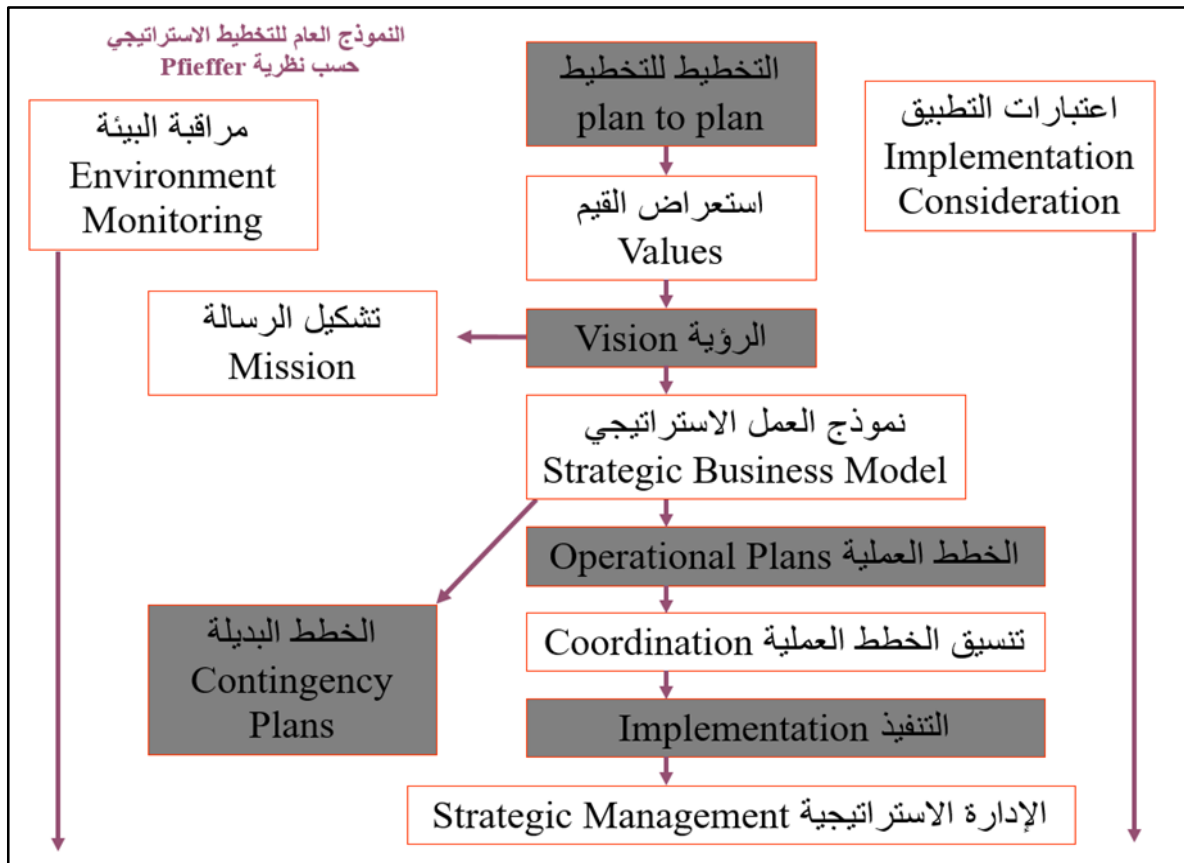 النموذج العام للتخطيط الاستراتيجي
حسب نظرية Pfieffer
التخطيط للتخطيط
plan to plan
مراقبة البيئة
Environment
Monitoring
اعتبارات التطبيق
Implementation
Consideration
استعراض القيم
Values
تشكيل الرسالة
Mission
الرؤية Vision
نموذج العمل الاستراتيجي
Strategic Business Model
الخطط العملية Operational Plans
الخطط البديلة
Contingency
Plans
تنسيق الخطط العملية Coordination
التنفيذ Implementation
الإدارة الاستراتيجية Strategic Management